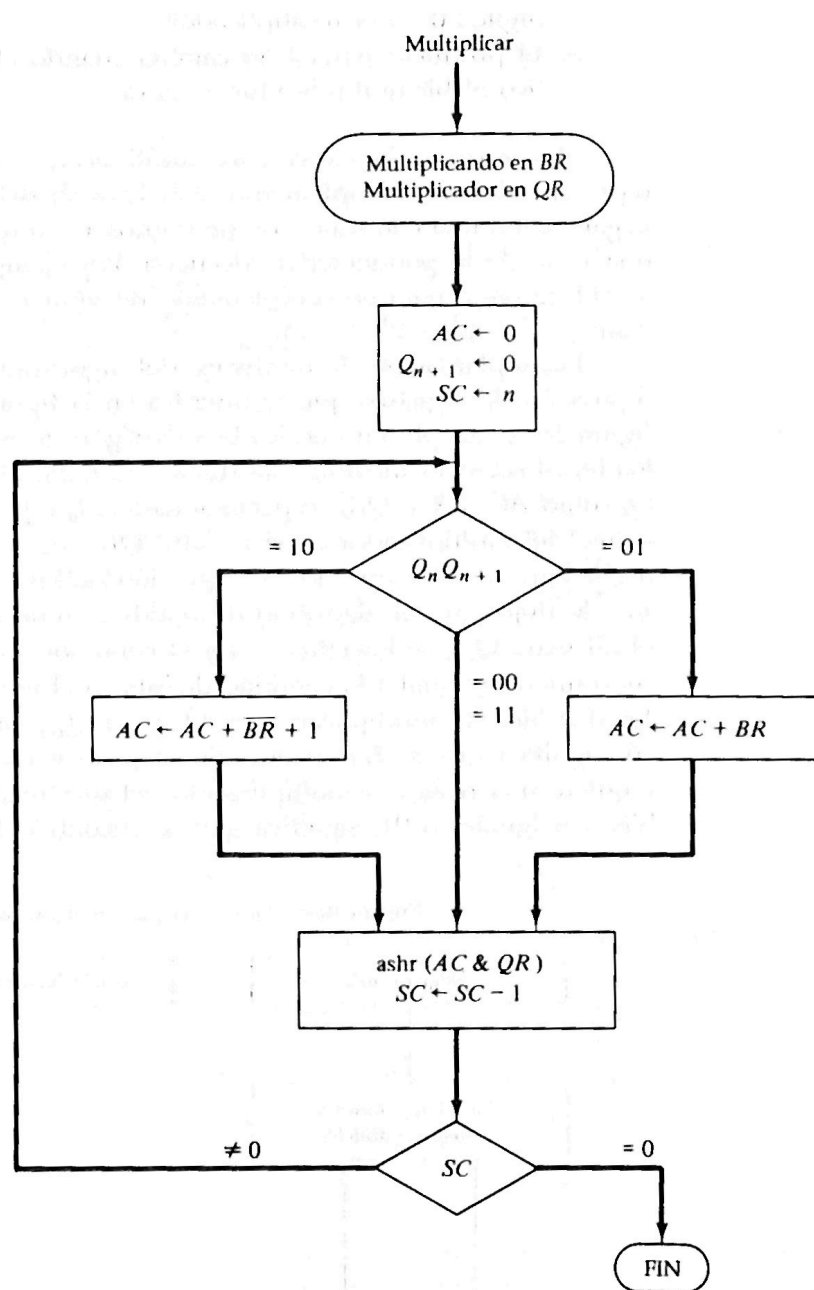 Multiplicar
Multiplicando en BR
Multiplicador en QR
AC ← 0
Qn + 1 ← 0
SC ← n
= 10
QnQn + 1
= 01
= 00
= 11
AC ← AC + B̅R̅ + 1
AC ← AC + BR
ashr (AC & QR)
SC ← SC − 1
≠ 0
SC
= 0
FIN